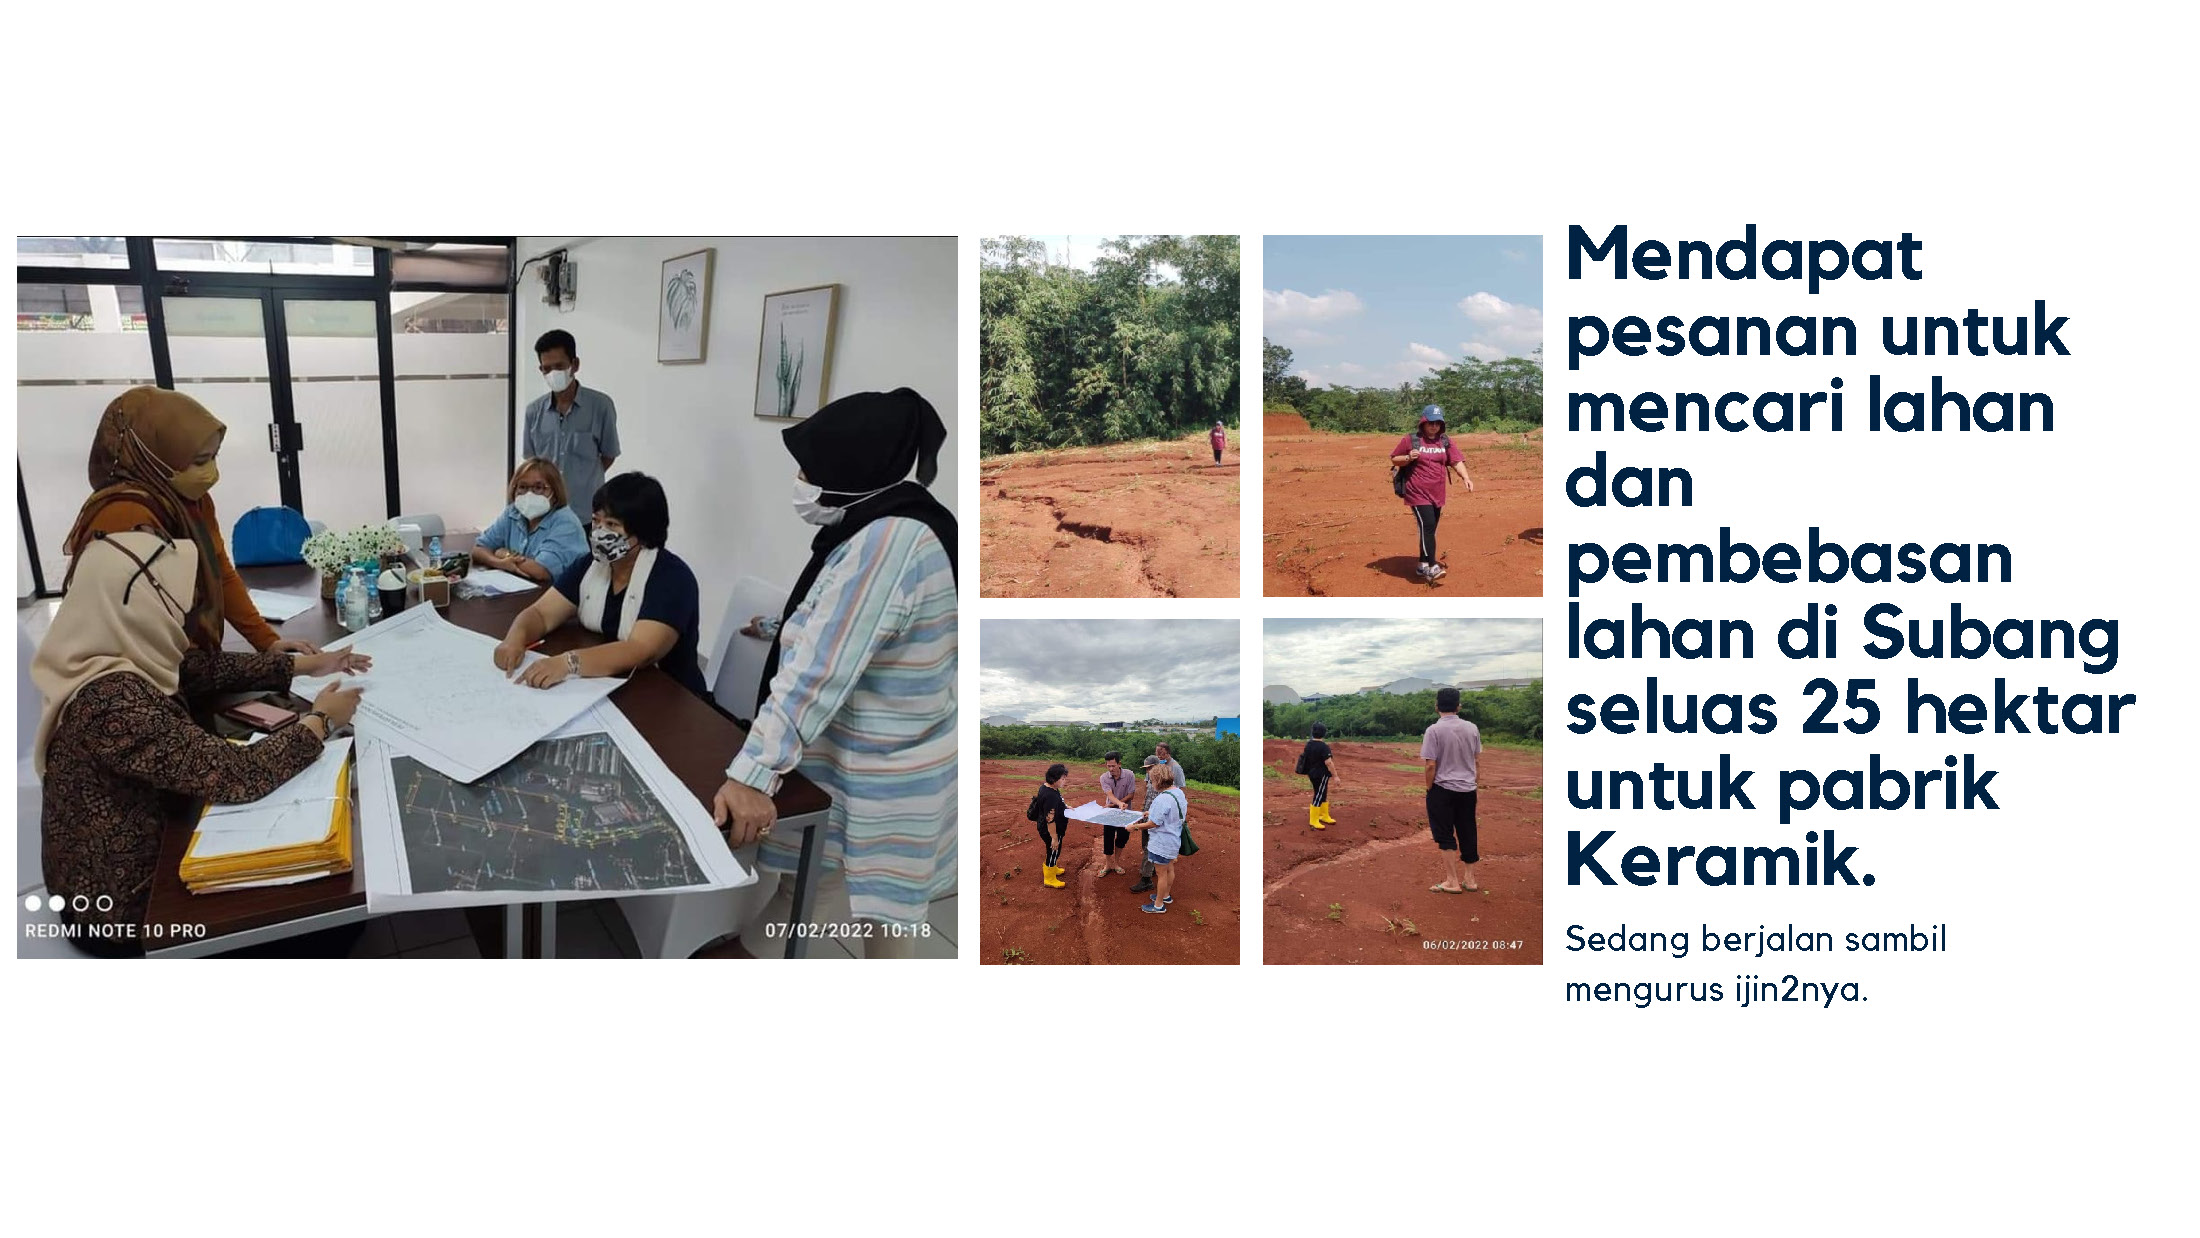 REDMI NOTE 10 PRO
07/02/2022 10:18
06/02/2022 08:47
Mendapat
pesanan untuk
mencari lahan
dan
pembebasan
lahan di Subang
seluas 25 hektar
untuk pabrik
Keramik.
Sedang berjalan sambil
mengurus ijin2nya.